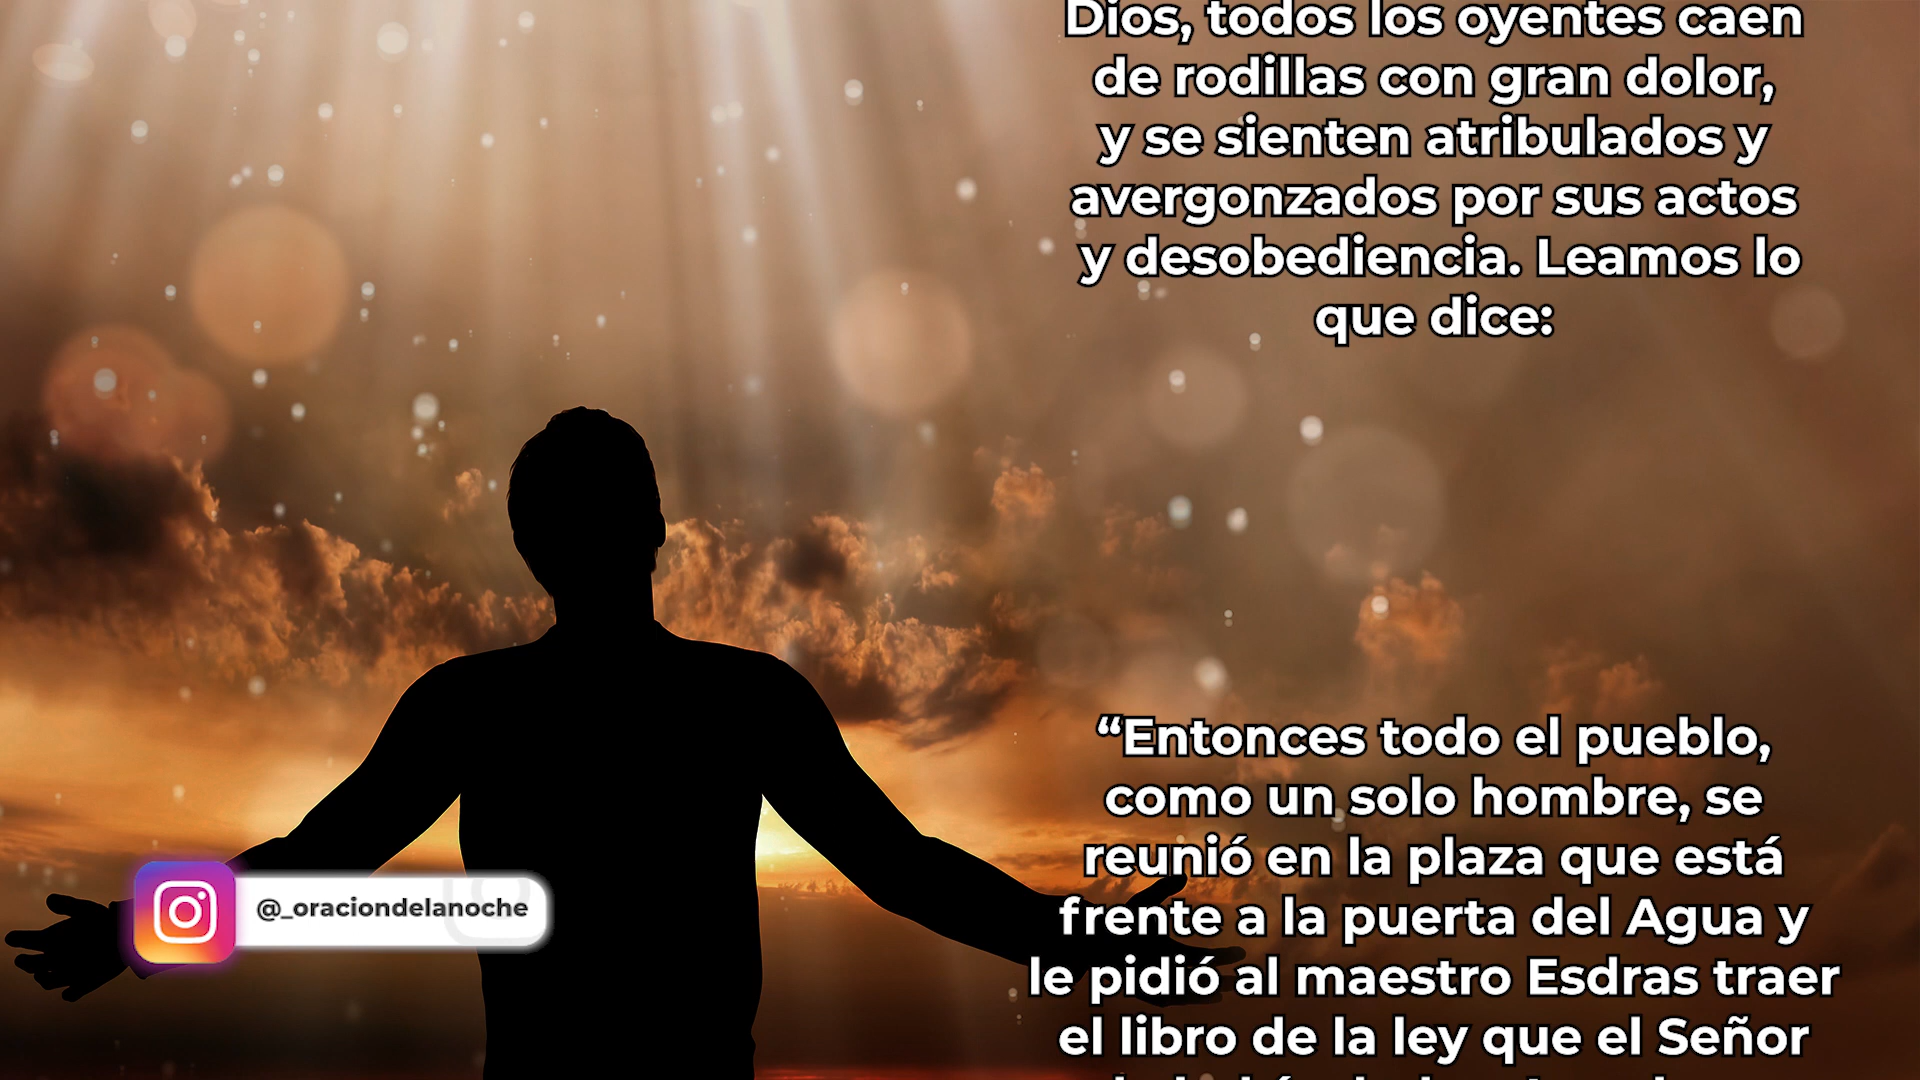 Dios, todos los oyentes caen
de rodillas con gran dolor,
y se sienten atribulados y
avergonzados por sus actos
y desobediencia. Leamos lo
que dice:
“Entonces todo el pueblo,
como un solo hombre, se
reunió en la plaza que está
frente a la puerta del Agua y
le pidió al maestro Esdras traer
el libro de la ley que el Señor
@_oraciondelanoche